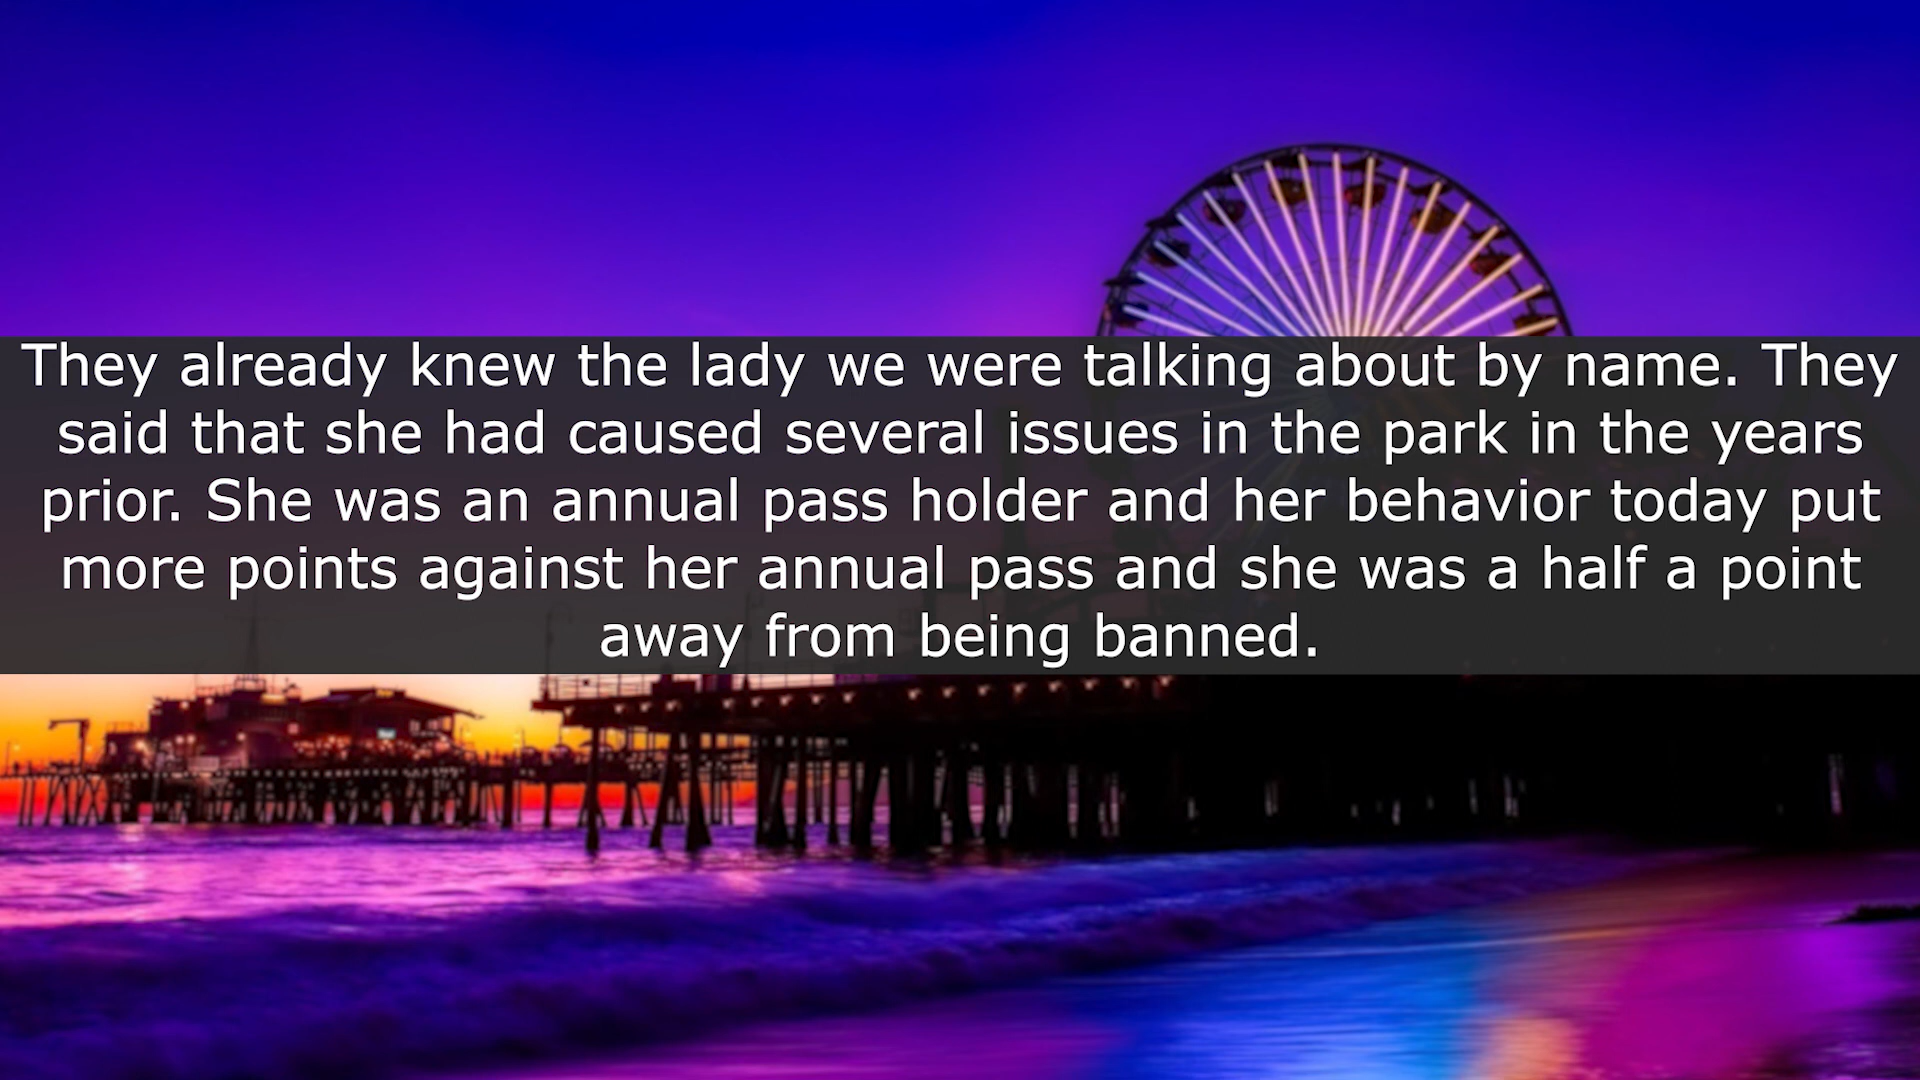 They already knew the lady we were talking about by name. They
said that she had caused several issues in the park in the years
prior. She was an annual pass holder and her behavior today put
more points against her annual pass and she was a half a point
away from being banned.